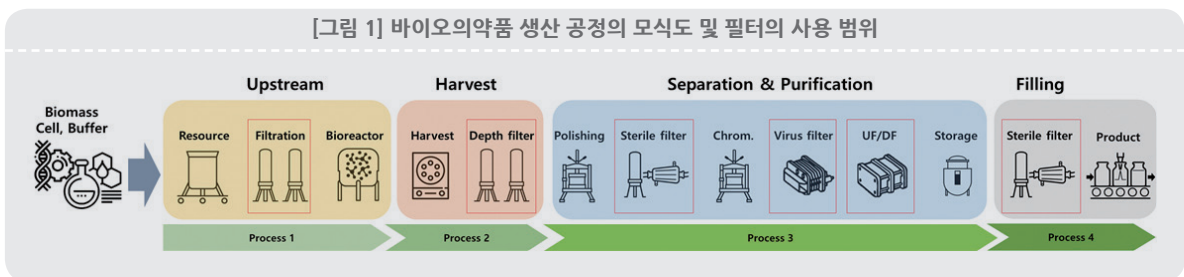 [그림 1] 바이오의약품 생산 공정의 모식도 및 필터의 사용 범위
Upstream
Harvest
Separation & Purification
Filling
Biomass
Cell, Buffer
Resource
Filtration
Bioreactor
Harvest
Depth filter
Polishing
Sterile filter
Chrom.
Virus filter
UF/DF
Storage
Sterile filter
Product
Process 1
Process 2
Process 3
Process 4